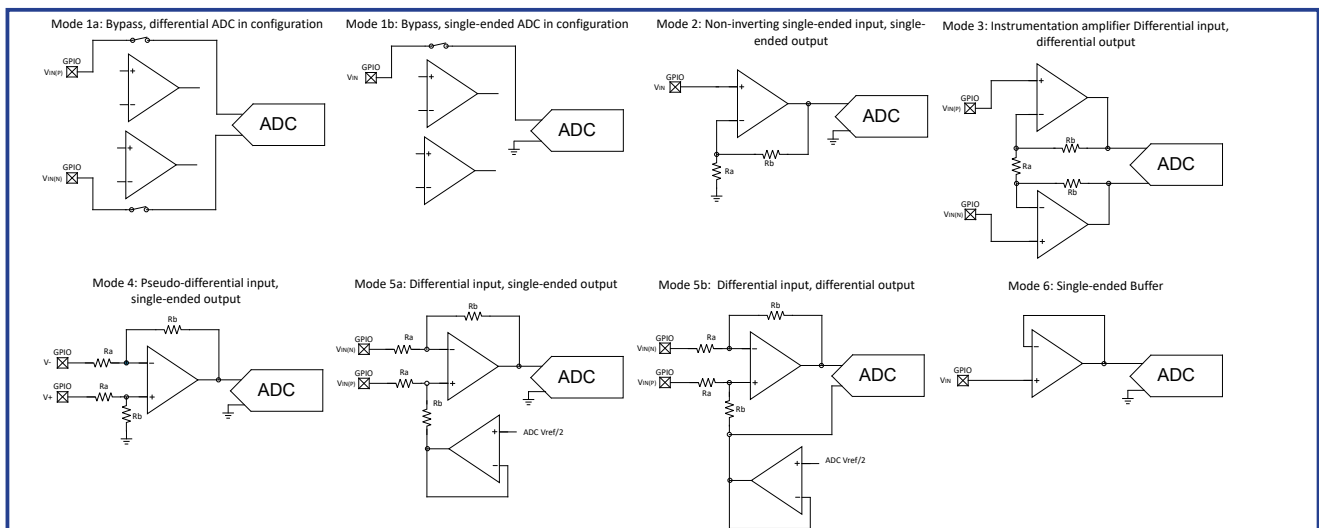 Mode 1a: Bypass, differential ADC in configuration
GPIO
VIN(P)
+
−
+
−
GPIO
VIN(N)
ADC
Mode 1b: Bypass, single-ended ADC in configuration
GPIO
VIN
+
−
+
−
ADC
Mode 2: Non-inverting single-ended input, single-
ended output
GPIO
VIN
+
−
Rb
Ra
ADC
Mode 3: Instrumentation amplifier Differential input,
differential output
GPIO
VIN(P)
+
−
Rb
Ra
Rb
−
+
GPIO
VIN(N)
ADC
Mode 4: Pseudo-differential input,
single-ended output
Rb
GPIO
V-
Ra
−
GPIO
V+
Ra
+
Rb
ADC
Mode 5a: Differential input, single-ended output
Rb
GPIO
VIN(N)
Ra
−
GPIO
VIN(P)
Ra
+
Rb
ADC
+
ADC Vref/2
−
Mode 5b: Differential input, differential output
Rb
GPIO
VIN(N)
Ra
−
GPIO
VIN(P)
Ra
+
Rb
ADC
+
ADC Vref/2
−
Mode 6: Single-ended Buffer
−
GPIO
VIN
+
ADC